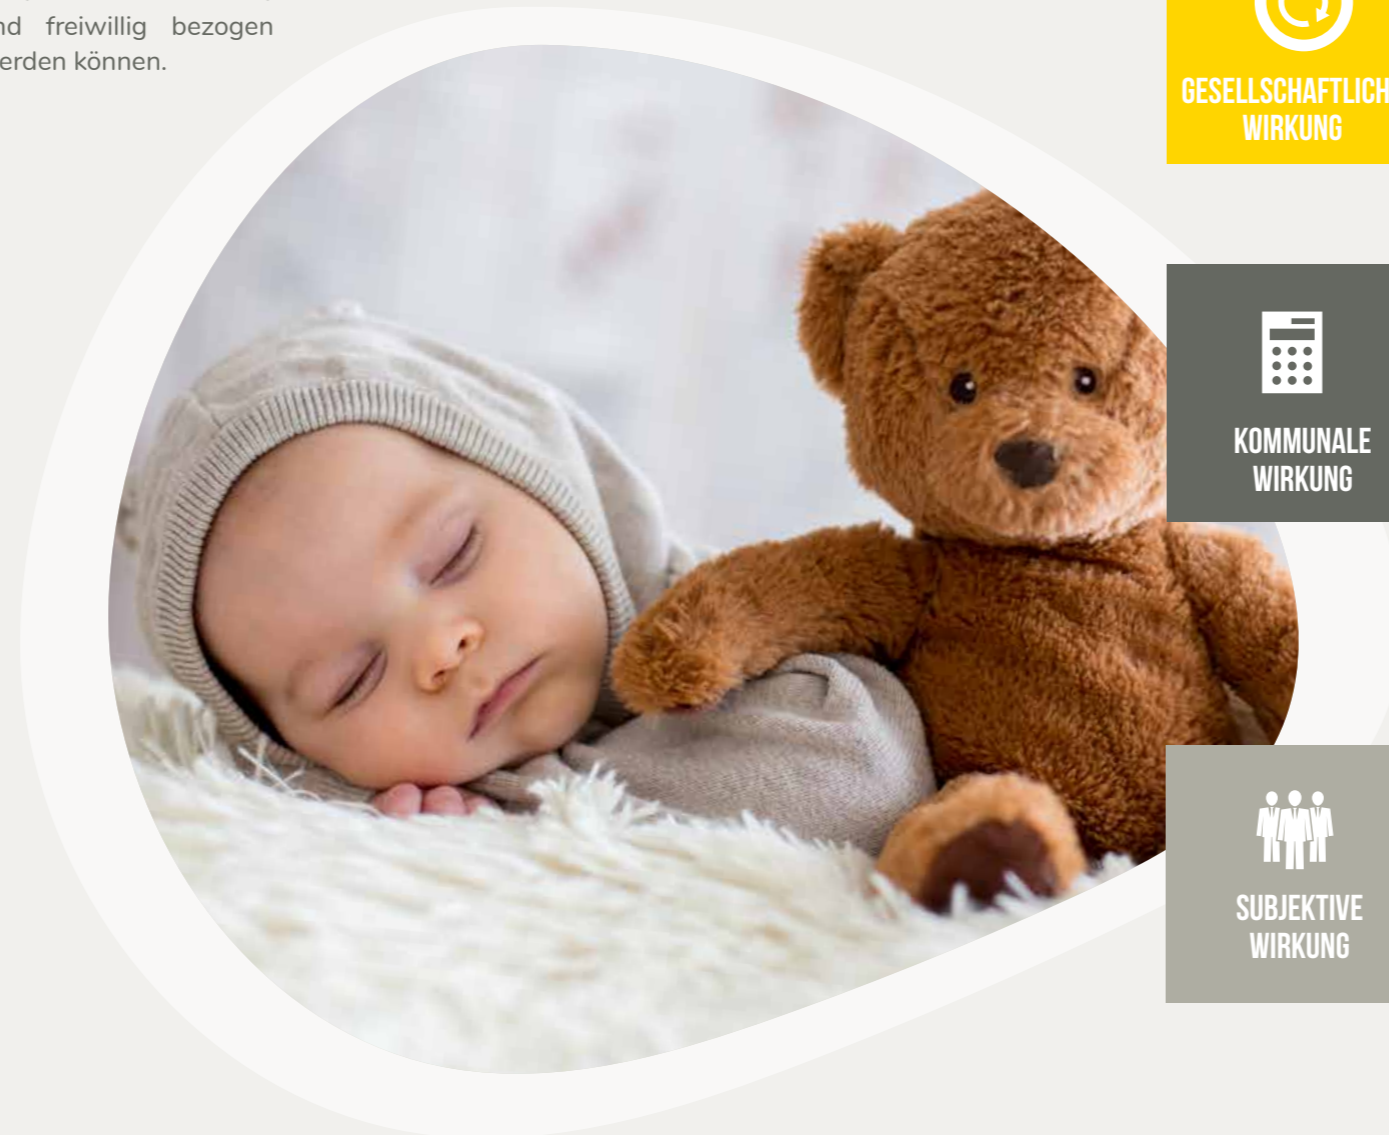 nd freiwillig bezogen
erden können.
GESELLSCHAFTLICH
WIRKUNG
KOMMUNALE
WIRKUNG
SUBJEKTIVE
WIRKUNG